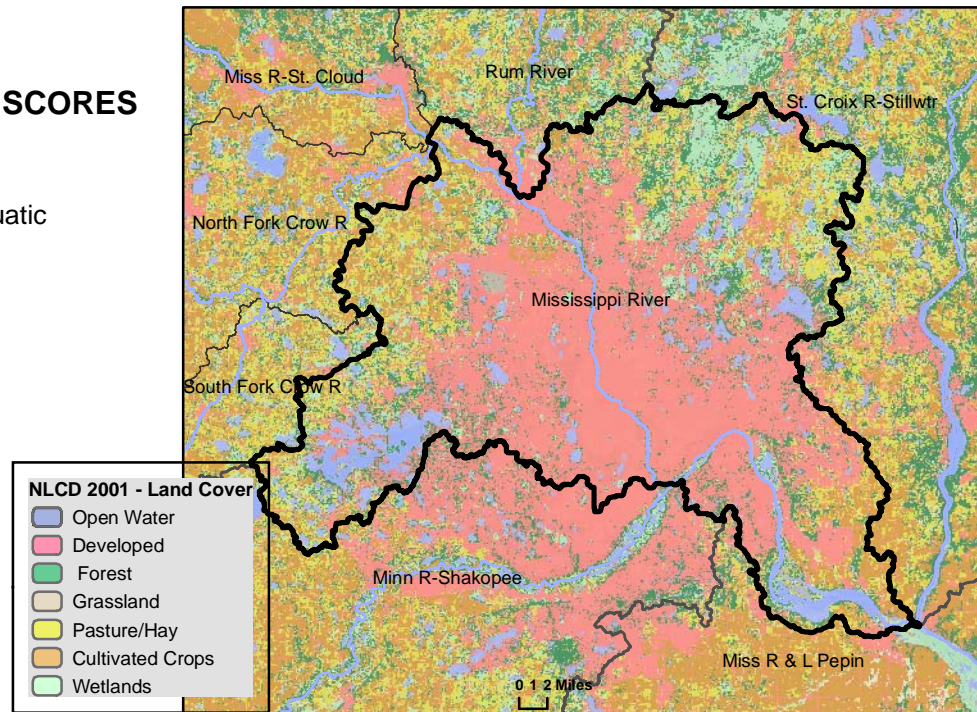 SCORES
uatic
Miss R-St. Cloud
Rum River
St. Croix R-Stillwtr
North Fork Crow R
Mississippi River
South Fork Crow R
Minn R-Shakopee
Miss R & L Pepin
0 1 2 Miles
NLCD 2001 - Land Cover
Open Water
Developed
Forest
Grassland
Pasture/Hay
Cultivated Crops
Wetlands